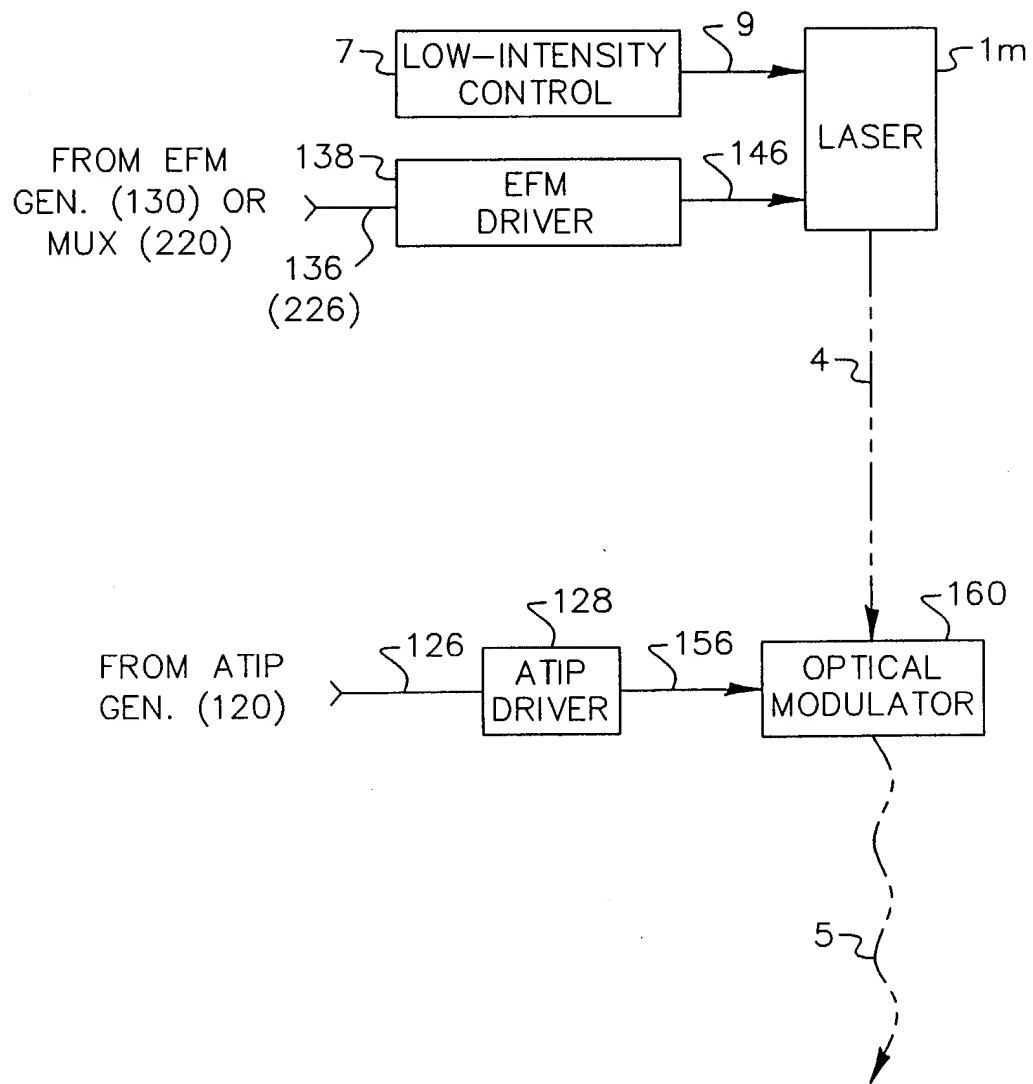 7
LOW-INTENSITY
CONTROL
9
LASER
1m
FROM EFM
GEN. (130) OR
MUX (220)
138
EFM
DRIVER
146
136
(226)
4
FROM ATIP
GEN. (120)
126
128
ATIP
DRIVER
156
160
OPTICAL
MODULATOR
5